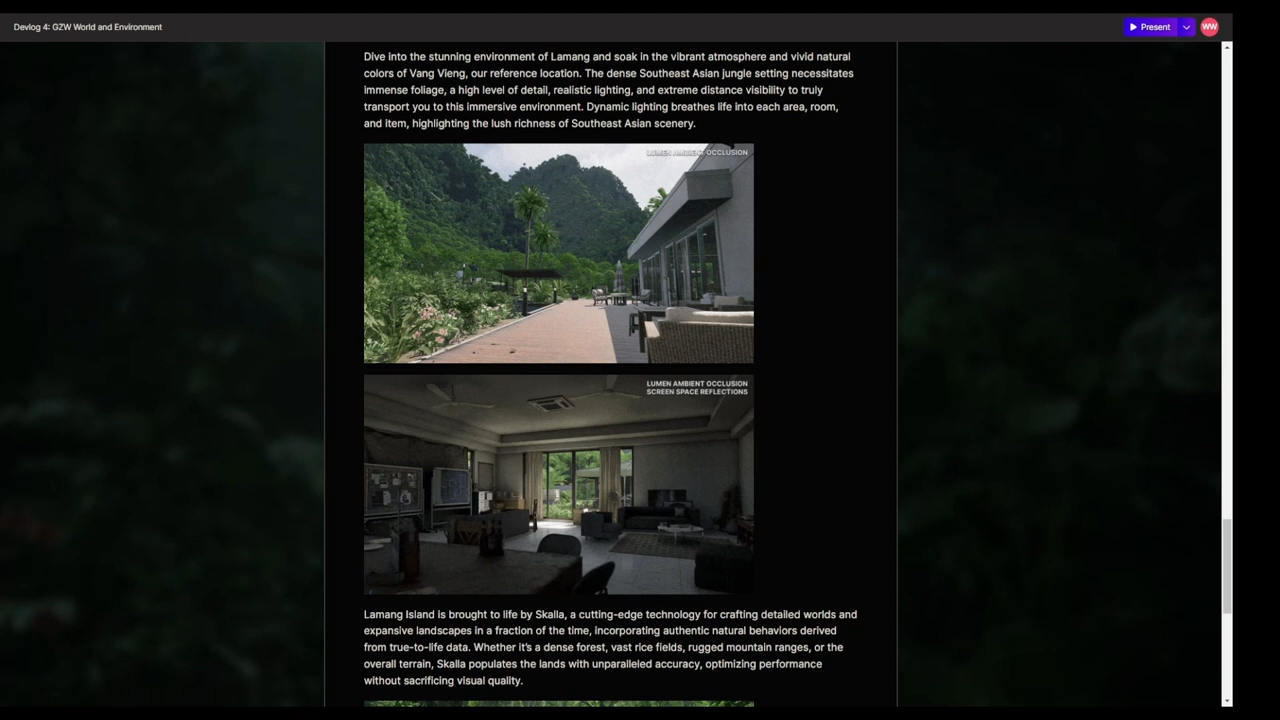 Devlog 4: GZW World and Environment
Present
WW
Dive into the stunning environment of Lamang and soak in the vibrant atmosphere and vivid natural
colors of Vang Vieng, our reference location. The dense Southeast Asian jungle setting necessitates
immense foliage, a high level of detail, realistic lighting, and extreme distance visibility to truly
transport you to this immersive environment. Dynamic lighting breathes life into each area, room,
and item, highlighting the lush richness of Southeast Asian scenery.
LUMEN AMBIENT OCCLUSION
LUMEN AMBIENT OCCLUSION
SCREEN SPACE REFLECTIONS
Lamang Island is brought to life by Skalla, a cutting-edge technology for crafting detailed worlds and
expansive landscapes in a fraction of the time, incorporating authentic natural behaviors derived
from true-to-life data. Whether it's a dense forest, vast rice fields, rugged mountain ranges, or the
overall terrain, Skalla populates the lands with unparalleled accuracy, optimizing performance
without sacrificing visual quality.